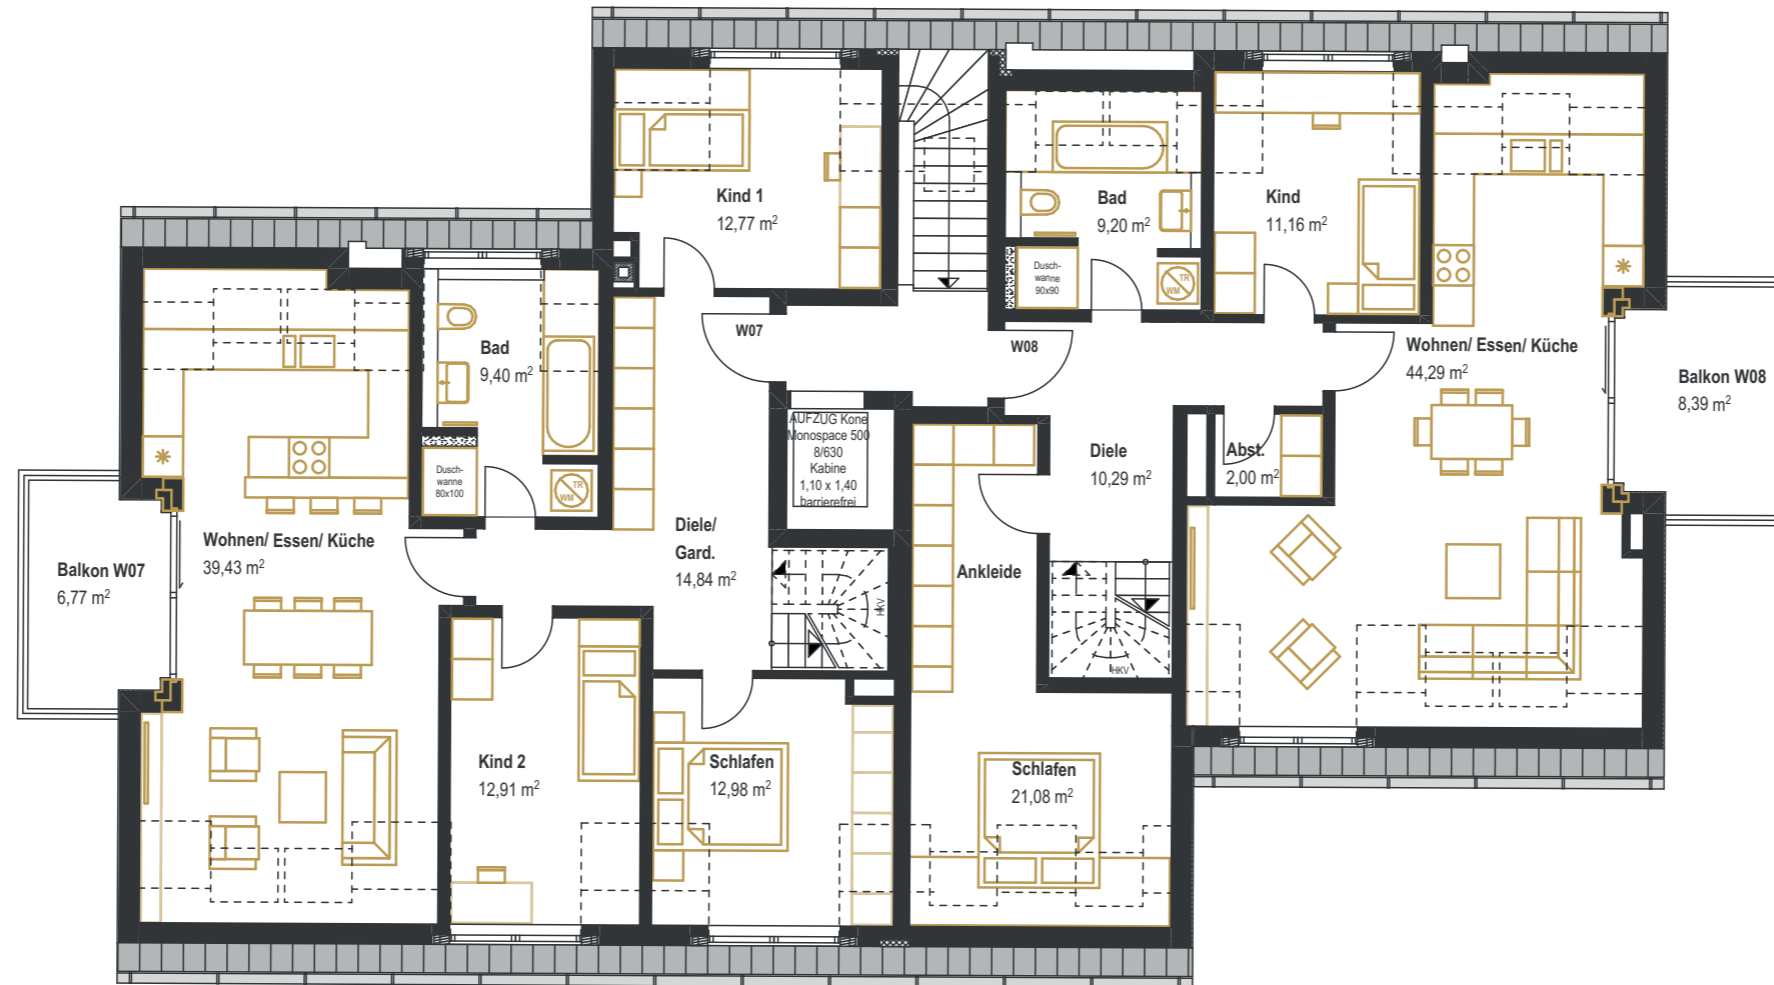 Kind 1
12,77 m²
Bad
9,20 m²
Kind
11,16 m²
Dusch-
wanne
90x90
TR
WM
W07
W08
Wohnen/ Essen/ Küche
44,29 m²
Balkon W08
8,39 m²
Bad
9,40 m²
Dusch-
wanne
80x100
TR
WM
AUFZUG Kone
Monospace 500
8/630
Kabine
1,10 x 1,40
barrierefrei
Diele
10,29 m²
Abst.
2,00 m²
Diele/
Gard.
14,84 m²
Wohnen/ Essen/ Küche
39,43 m²
Balkon W07
6,77 m²
Ankleide
HKV
HKV
Kind 2
12,91 m²
Schlafen
12,98 m²
Schlafen
21,08 m²